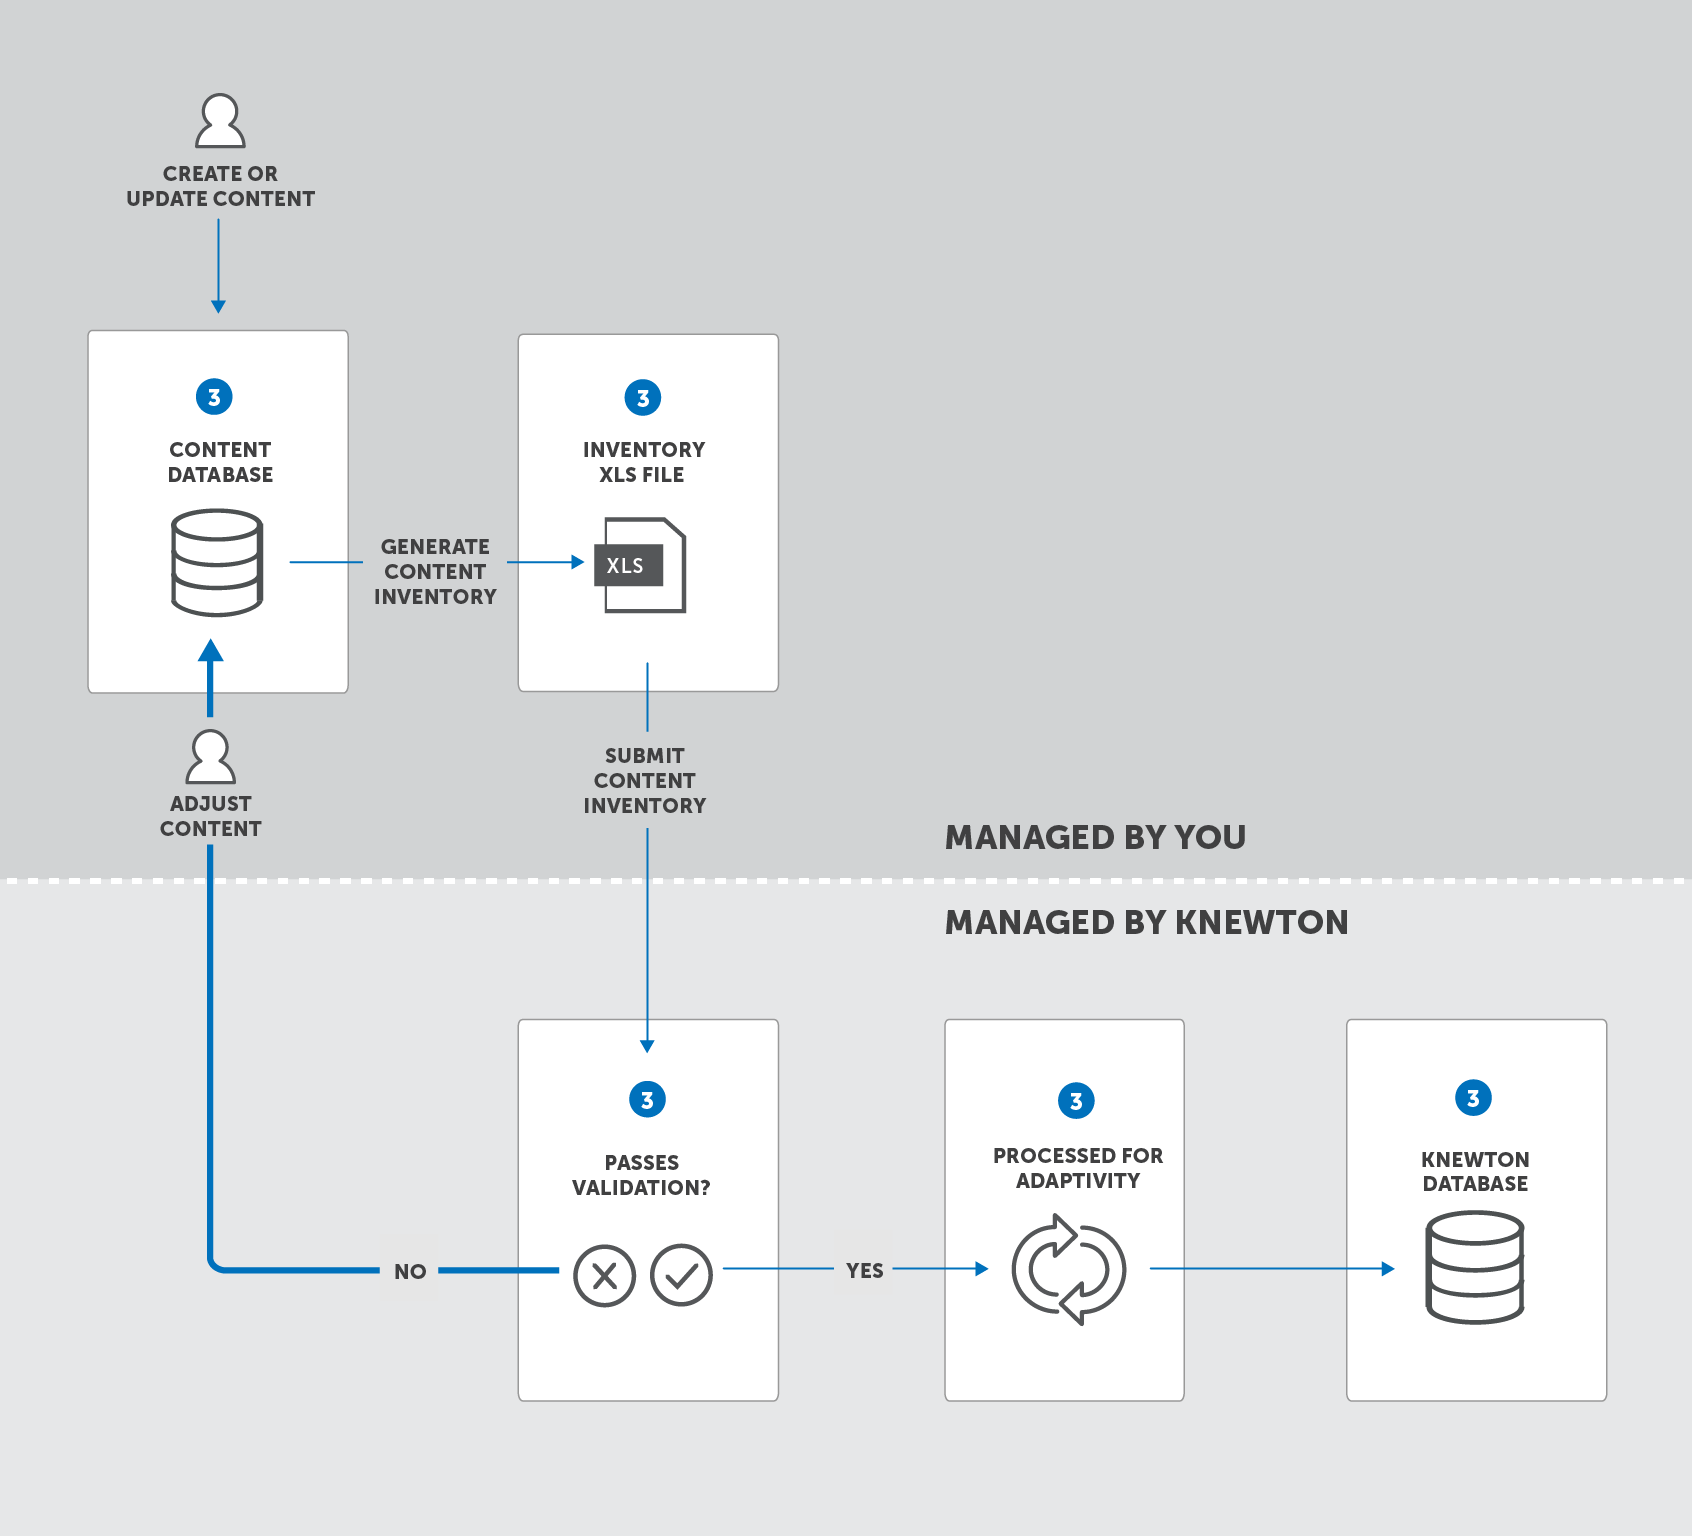 CREATE OR
UPDATE CONTENT
3
CONTENT
DATABASE
3
INVENTORY
XLS FILE
GENERATE
CONTENT
INVENTORY
XLS
ADJUST
CONTENT
SUBMIT
CONTENT
INVENTORY
MANAGED BY YOU
MANAGED BY KNEWTON
3
PASSES
VALIDATION?
NO
YES
3
PROCESSED FOR
ADAPTIVITY
3
KNEWTON
DATABASE